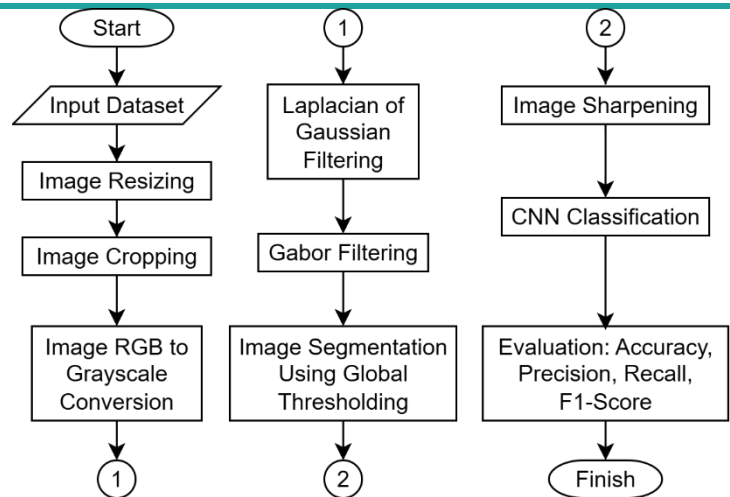 Start
Input Dataset
Image Resizing
Image Cropping
Image RGB to
Grayscale
Conversion
1
1
Laplacian of
Gaussian
Filtering
Gabor Filtering
Image Segmentation
Using Global
Thresholding
2
2
Image Sharpening
CNN Classification
Evaluation: Accuracy,
Precision, Recall,
F1-Score
Finish